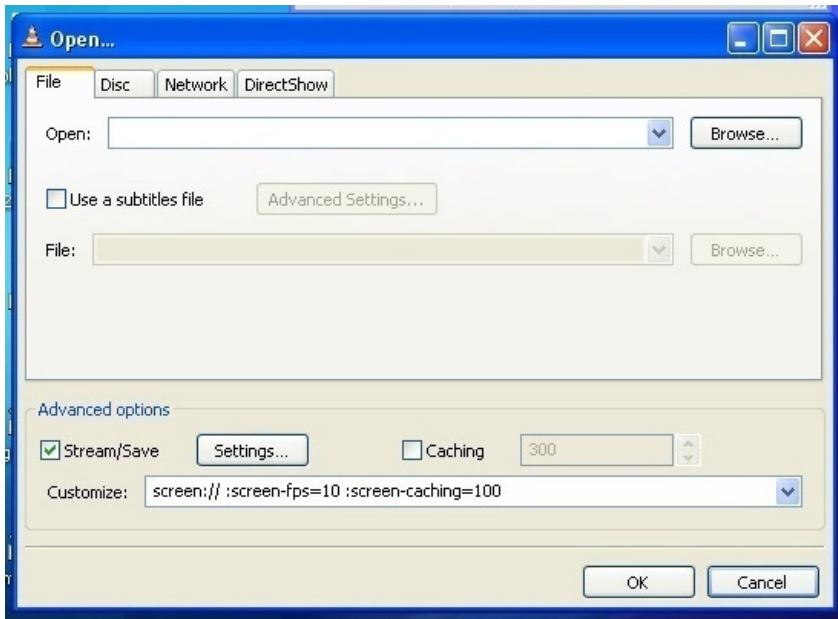 Open...
File Disc Network DirectShow
Open: Browse...
Use a subtitles file Advanced Settings...
File: Browse...
Advanced options
Stream/Save Settings... Caching 300
Customize: screen:// :screen-fps=10 :screen-caching=100
OK Cancel